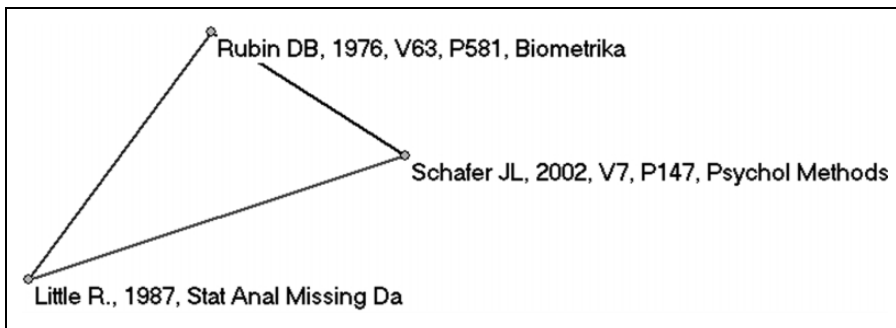 Rubin DB, 1976, V63, P581, Biometrika
Schafer JL, 2002, V7, P147, Psychol Methods
Little R., 1987, Stat Anal Missing Da